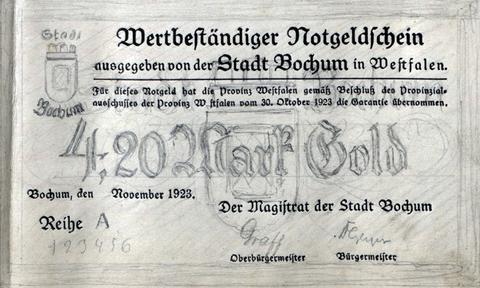 Stadt
Bochum
Wertbeständiger Notgeldschein
ausgegeben von der Stadt Bochum in Westfalen.
Für dieses Notgeld hat die Provinz Westfalen gemäß Beschluß des Provinzial-
ausschusses der Provinz W stfalen vom 30. Oktober 1923 die Garantie übernommen.
4,20 Mark Gold
Bochum, den November 1923.
Der Magistrat der Stadt Bochum
Reihe A
123456
Graff
Oberbürgermeister Bürgermeister